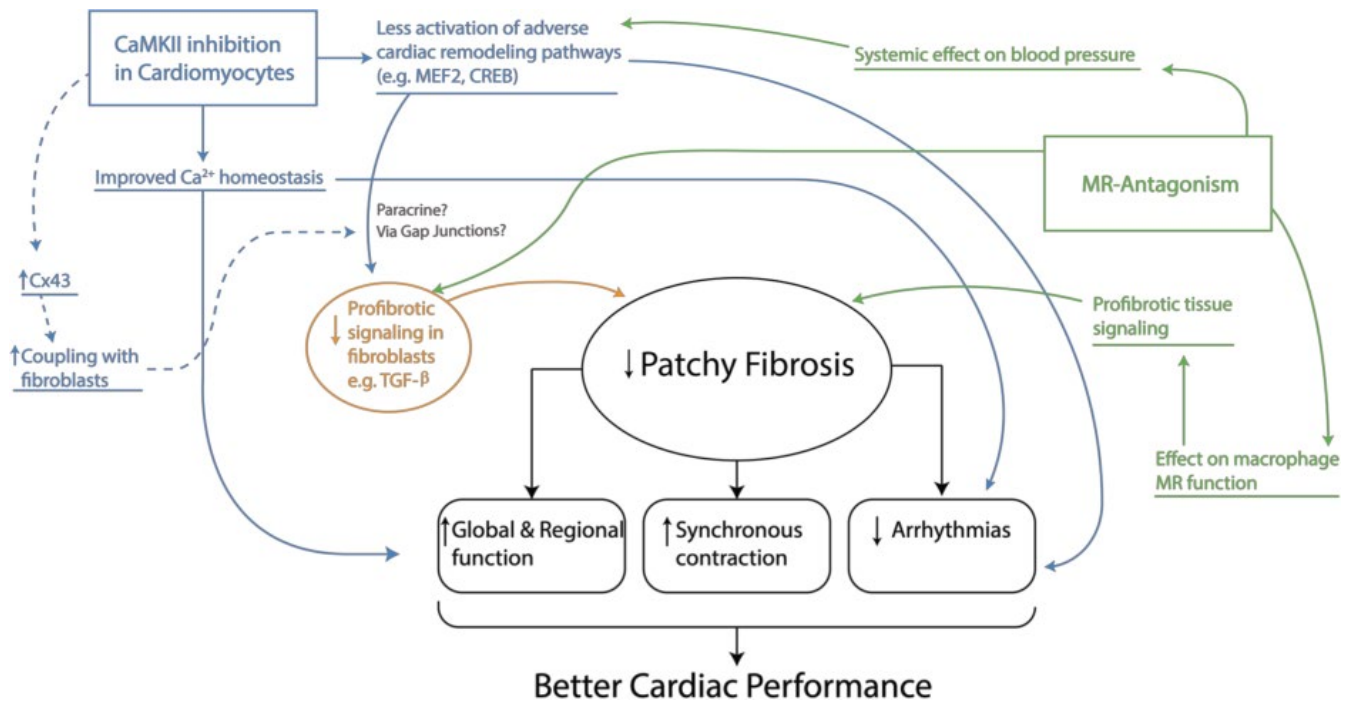 CaMKII inhibition
in Cardiomyocytes
Less activation of adverse
cardiac remodeling pathways
(e.g. MEF2, CREB)
Systemic effect on blood pressure
MR-Antagonism
Improved Ca²⁺ homeostasis
Paracrine?
Via Gap Junctions?
↑Cx43
↑Coupling with
fibroblasts
↓ Profibrotic
signaling in
fibroblasts
e.g. TGF-β
↓Patchy Fibrosis
Profibrotic tissue
signaling
Effect on macrophage
MR function
↑Global & Regional
function
↑Synchronous
contraction
↓ Arrhythmias
Better Cardiac Performance